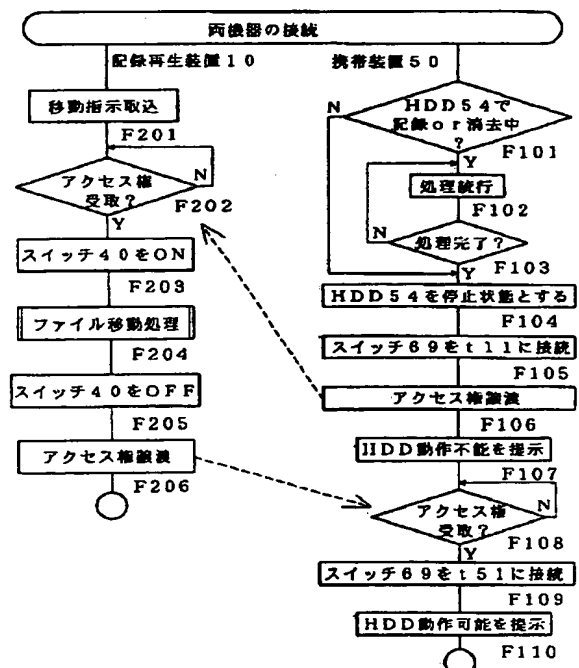 両機器の接続
記録再生装置10
移動指示取込
F201
アクセス権
受取?
N
F202
Y
スイッチ40をON
F203
ファイル移動処理
F204
スイッチ40をOFF
F205
アクセス権譲渡
F206
携帯装置50
N
HDD54で
記録or消去中
?
F101
Y
処理続行
F102
N
処理完了?
Y
F103
HDD54を停止状態とする
F104
スイッチ69をt11に接続
F105
アクセス権譲渡
F106
HDD動作不能を提示
F107
アクセス権
受取?
N
F108
Y
スイッチ69をt51に接続
F109
HDD動作可能を提示
F110